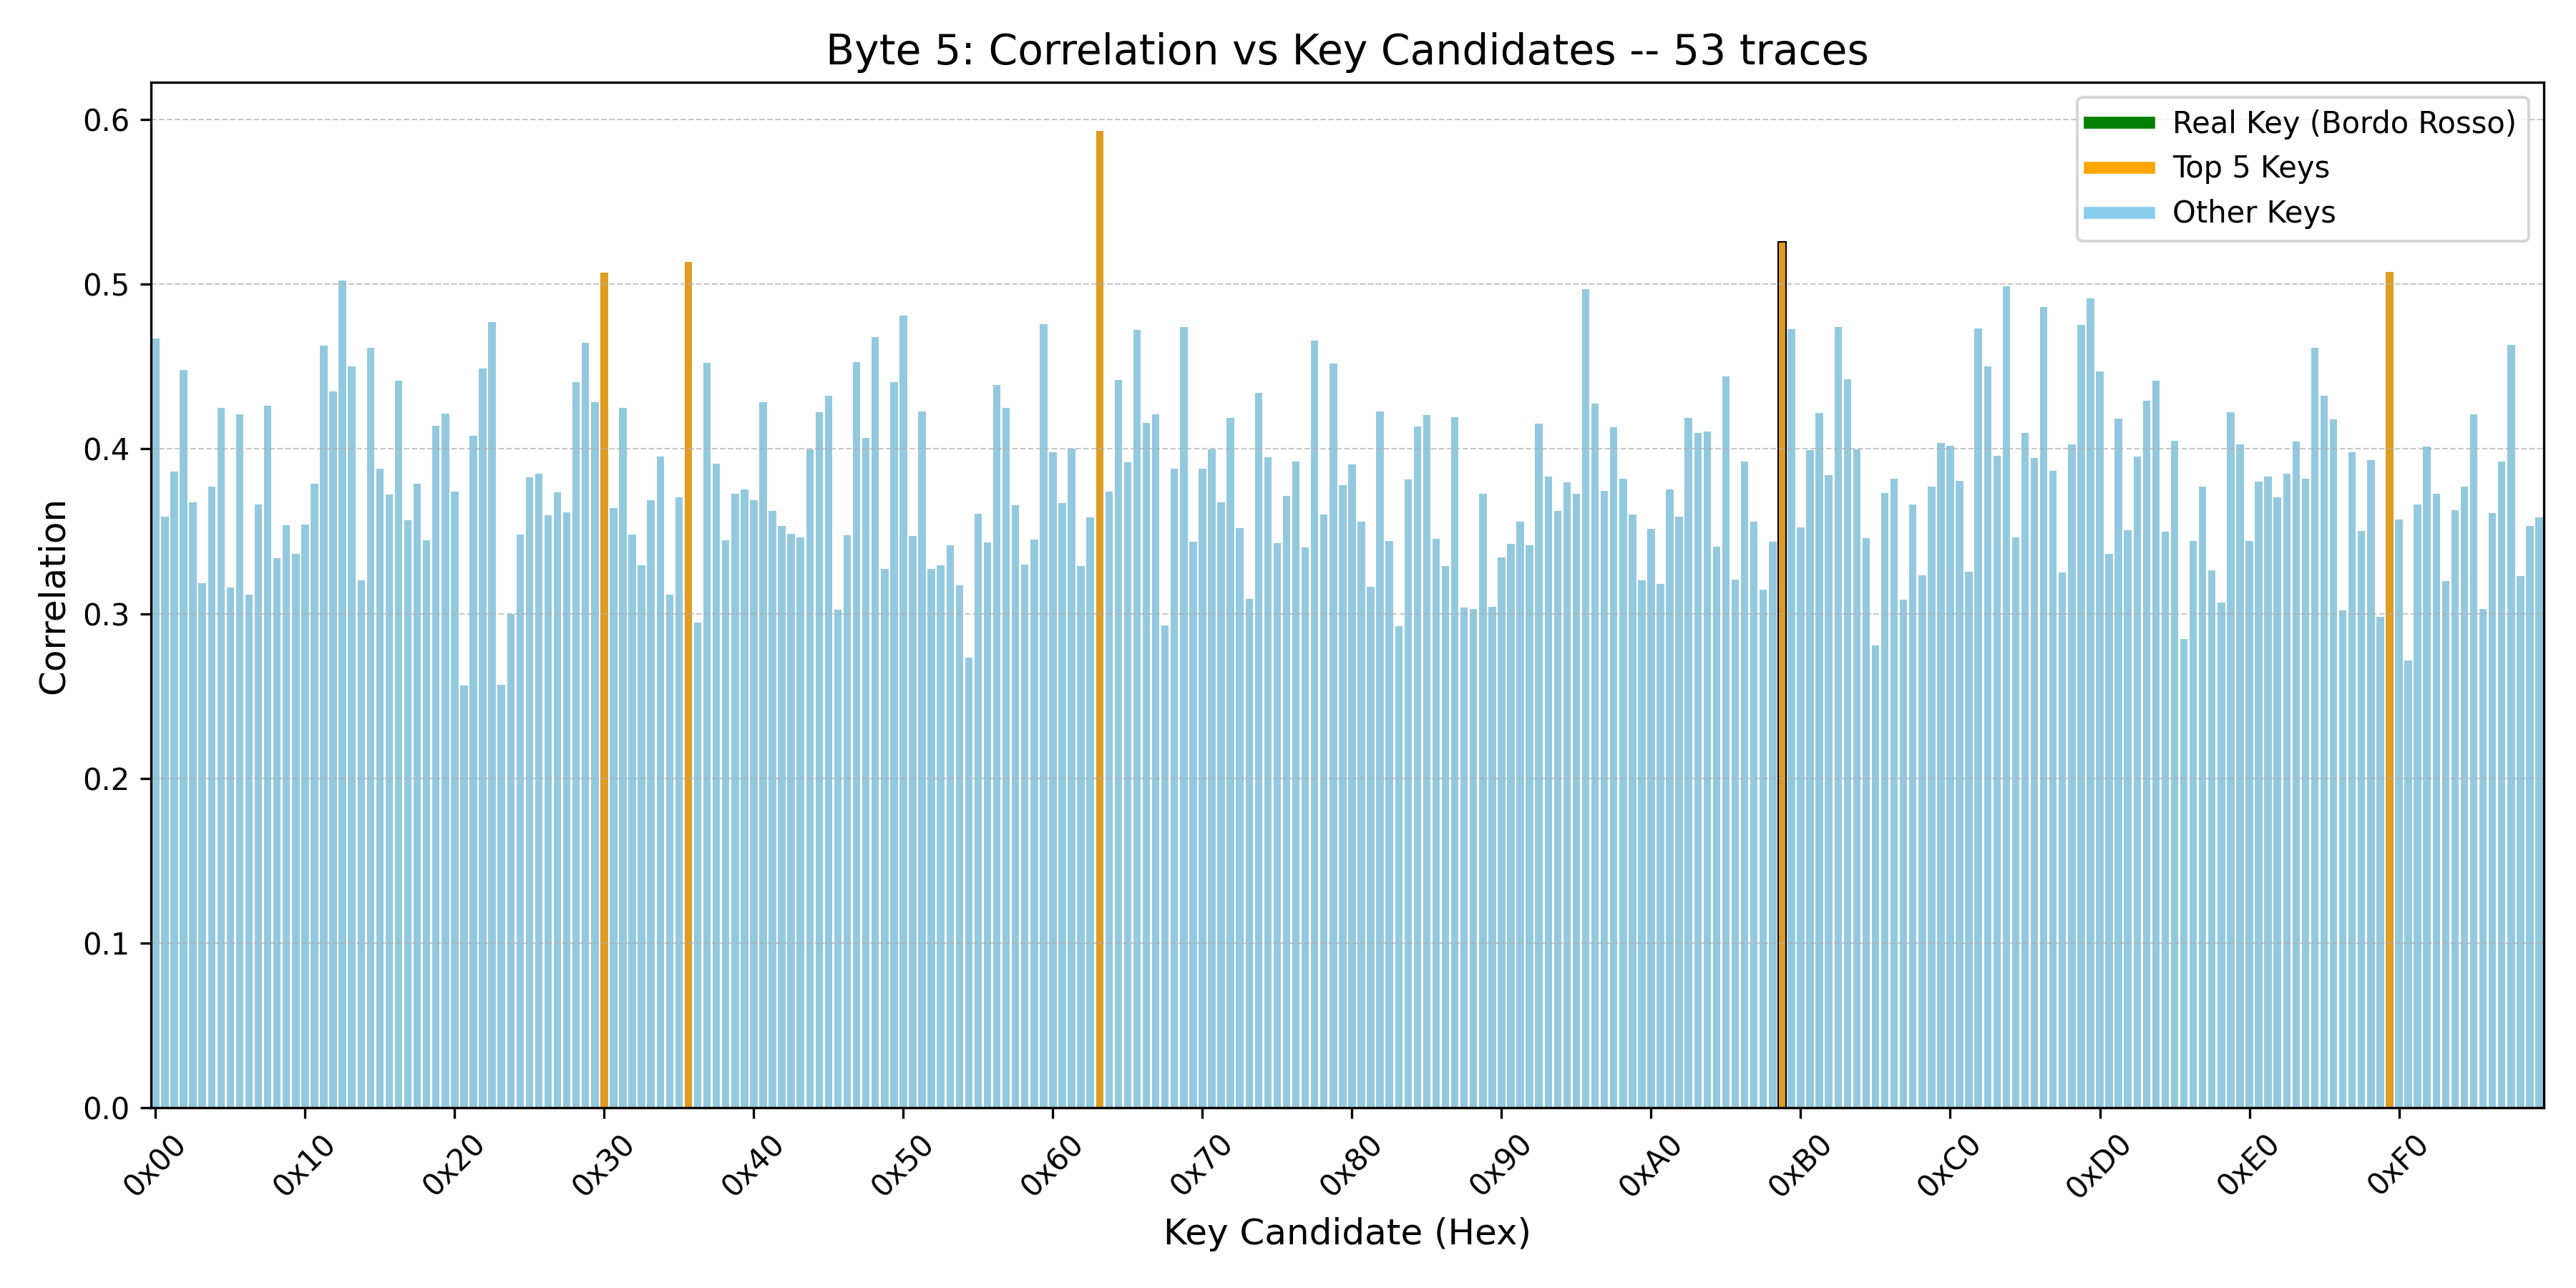 Byte 5: Correlation vs Key Candidates -- 53 traces
Real Key (Bordo Rosso)
Top 5 Keys
Other Keys
Correlation
0.6
0.5
0.4
0.3
0.2
0.1
0.0
0x00
0x10
0x20
0x30
0x40
0x50
0x60
0x70
0x80
0x90
0xA0
0xB0
0xC0
0xD0
0xE0
0xF0
Key Candidate (Hex)